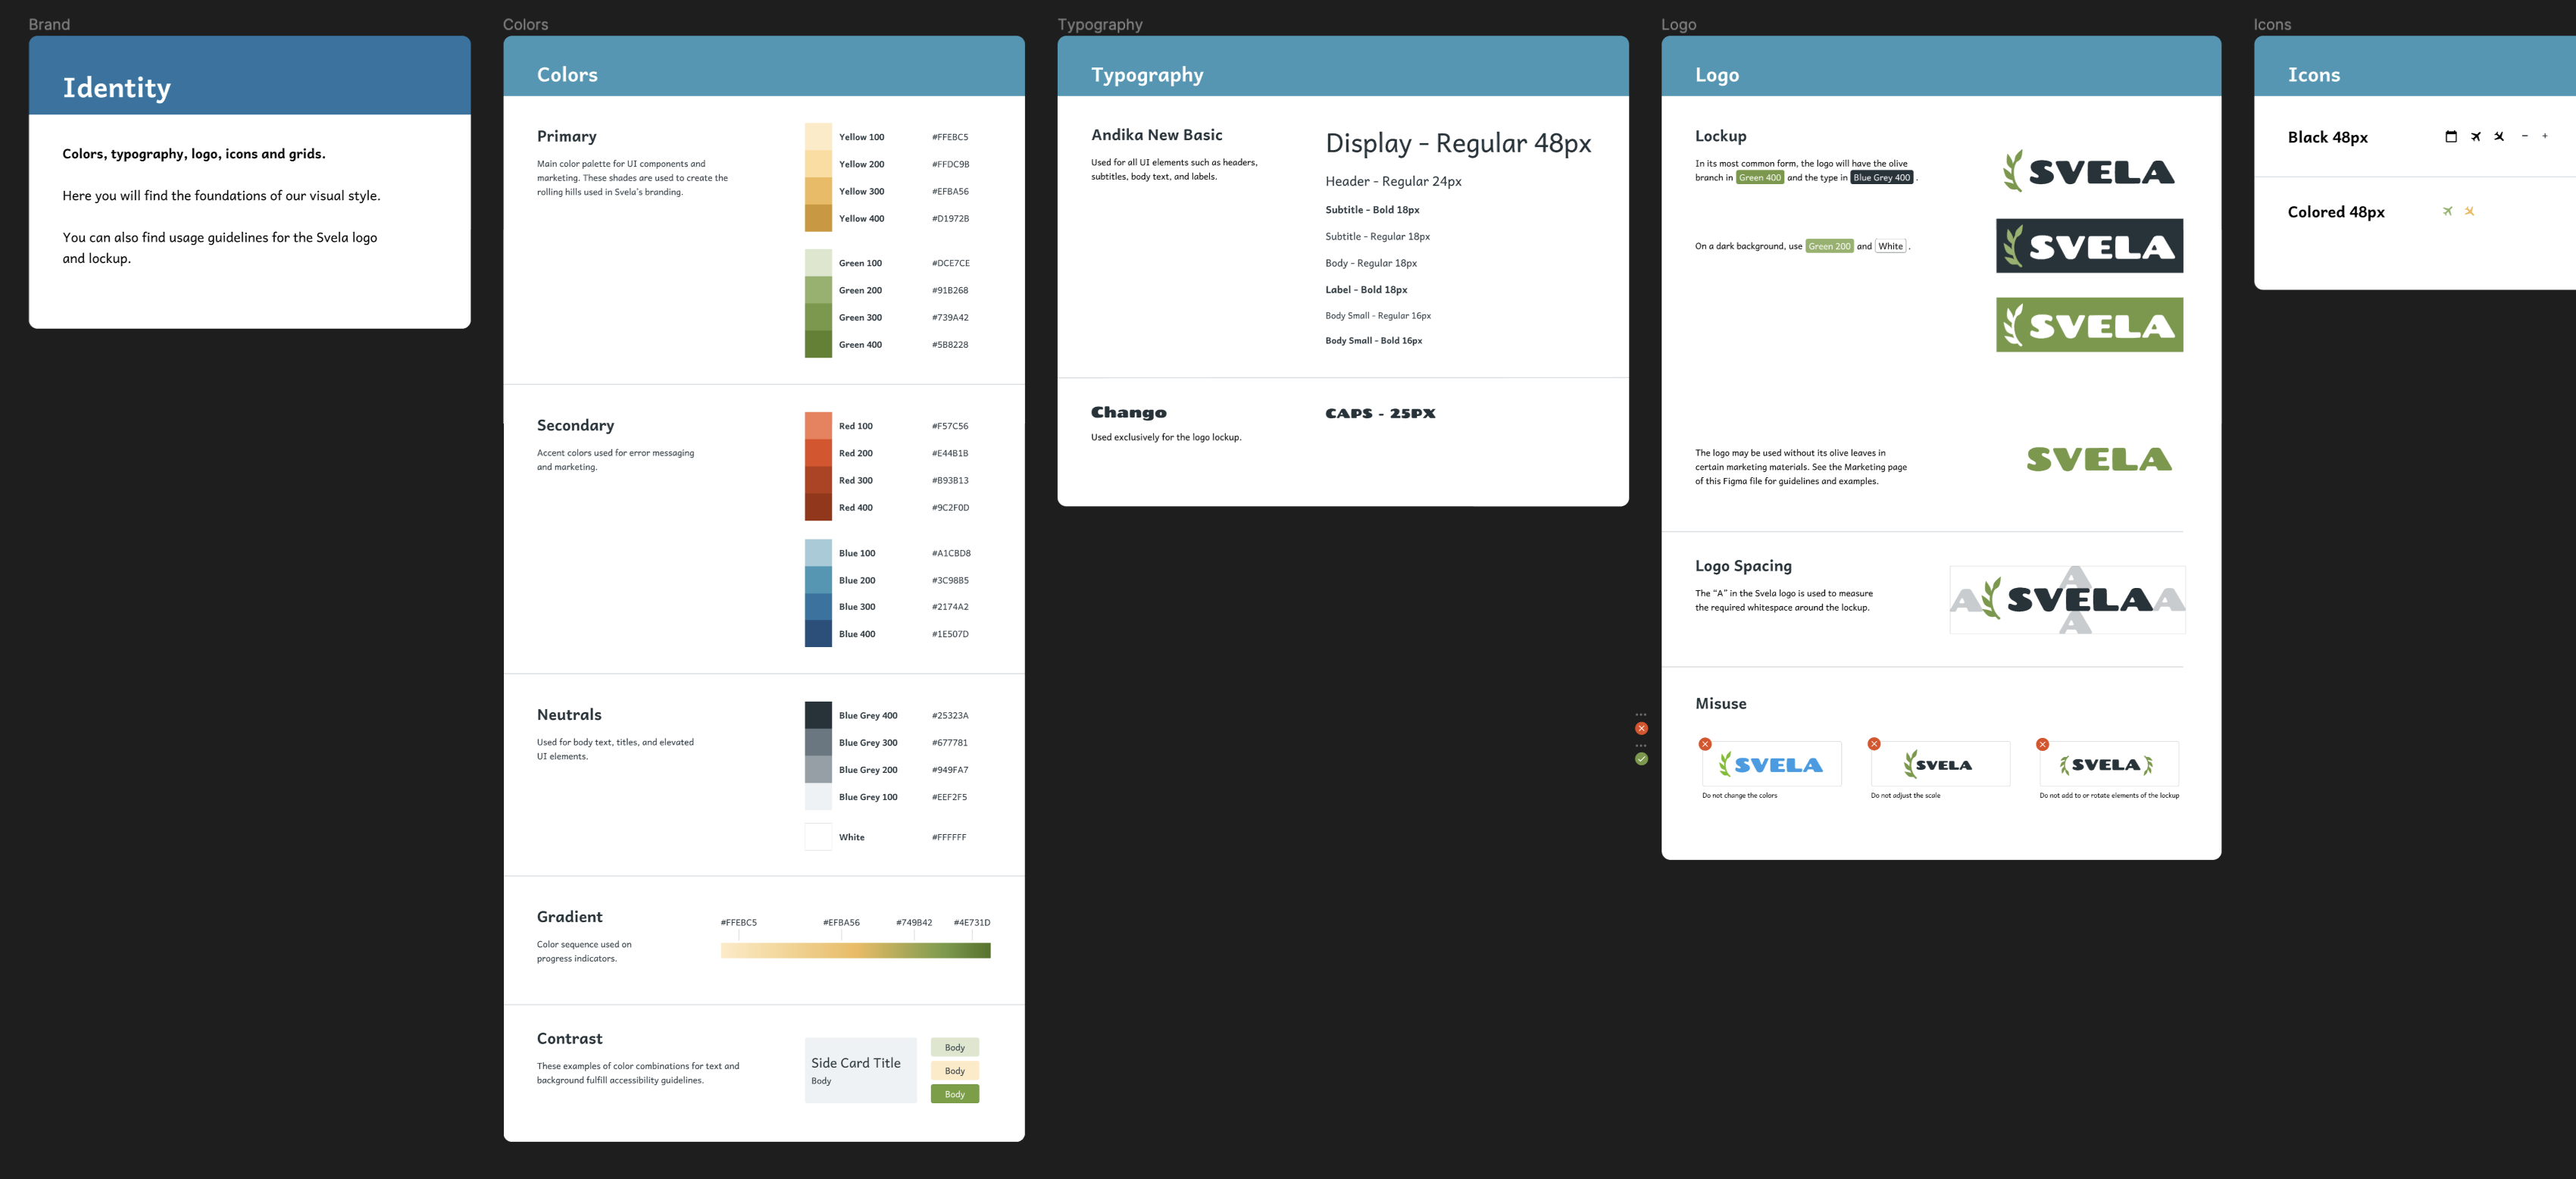 Brand
Identity
Colors, typography, logo, icons and grids.
Here you will find the foundations of our visual style.
You can also find usage guidelines for the Svela logo
and lockup.
Colors
Colors
Primary
Main color palette for UI components and
marketing. These shades are used to create the
rolling hills used in Svela's branding.
Yellow 100 #FFEBC5
Yellow 200 #FFDC9B
Yellow 300 #EFBA56
Yellow 400 #D1972B
Green 100 #DCE7CE
Green 200 #91B268
Green 300 #739A42
Green 400 #5B8228
Secondary
Accent colors used for error messaging
and marketing.
Red 100 #F57C56
Red 200 #E44B1B
Red 300 #B93B13
Red 400 #9C2F0D
Blue 100 #A1CBD8
Blue 200 #3C98B5
Blue 300 #2174A2
Blue 400 #1E507D
Neutrals
Used for body text, titles, and elevated
UI elements.
Blue Grey 400 #25323A
Blue Grey 300 #677781
Blue Grey 200 #949FA7
Blue Grey 100 #EEF2F5
White #FFFFFF
Gradient
Color sequence used on
progress indicators.
#FFEBC5 #EFBA56 #749B42 #4E731D
Contrast
These examples of color combinations for text and
background fulfill accessibility guidelines.
Side Card Title
Body
Body
Body
Body
Typography
Typography
Andika New Basic
Used for all UI elements such as headers,
subtitles, body text, and labels.
Display - Regular 48px
Header - Regular 24px
Subtitle - Bold 18px
Subtitle - Regular 18px
Body - Regular 18px
Label - Bold 18px
Body Small - Regular 16px
Body Small - Bold 16px
Chango
Used exclusively for the logo lockup.
CAPS - 25PX
Logo
Logo
Lockup
In its most common form, the logo will have the olive
branch in Green 400 and the type in Blue Grey 400 .
SVELA
On a dark background, use Green 200 and White .
SVELA
SVELA
The logo may be used without its olive leaves in
certain marketing materials. See the Marketing page
of this Figma file for guidelines and examples.
SVELA
Logo Spacing
The “A” in the Svela logo is used to measure
the required whitespace around the lockup.
A
A SVELA A
A
Misuse
SVELA
Do not change the colors
SVELA
Do not adjust the scale
SVELA
Do not add to or rotate elements of the lockup
Icons
Icons
Black 48px
Colored 48px